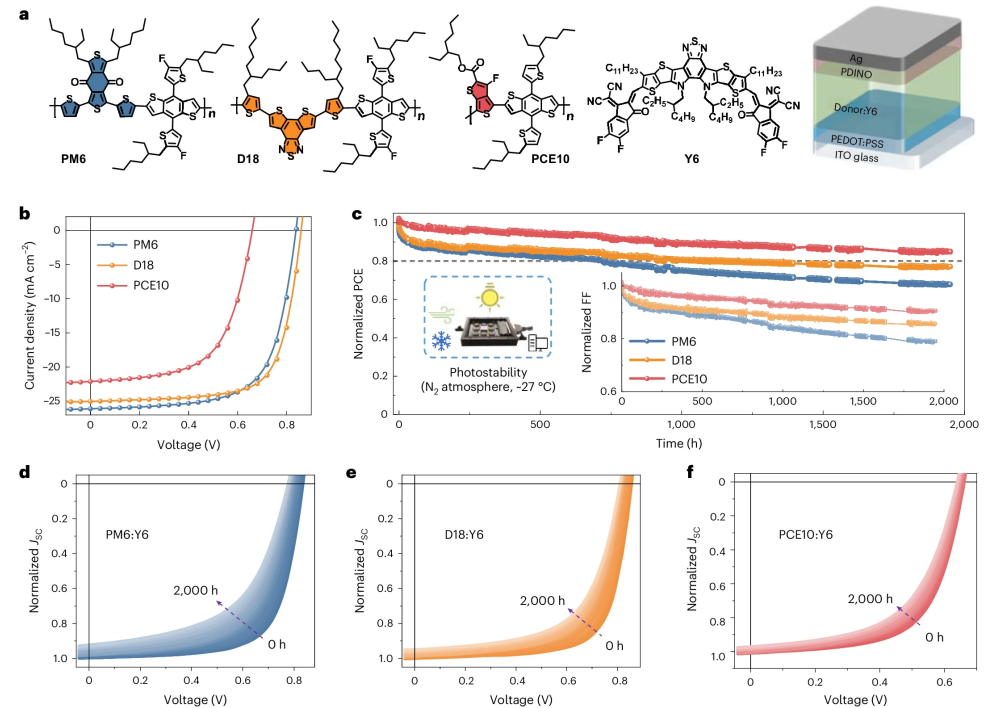 a
S
O
O
S
S
S
S
S
S
S
F
F
n
PM6
S
S
S
S
N
N
S
S
S
S
S
F
F
n
D18
O
O
F
S
S
S
S
S
S
F
F
n
PCE10
S
N
N
C11H23
S
S
C11H23
S
S
N
N
NC
CN
C2H5
C4H9
C2H5
C4H9
CN
CN
O
O
F
F
F
F
Y6
Ag
PDINO
Donor:Y6
PEDOT:PSS
ITO glass
b
0
−5
−10
−15
−20
−25
Current density (mA cm−2)
PM6
D18
PCE10
0
0.2
0.4
0.6
0.8
Voltage (V)
c
1.0
0.8
0.6
0.4
0.2
0
Normalized PCE
Photostability
(N2 atmosphere, -27 °C)
1.0
0.8
0.6
Normalized FF
PM6
D18
PCE10
0
500
1,000
1,500
2,000
0
500
1,000
1,500
2,000
Time (h)
d
0
0.2
0.4
0.6
0.8
1.0
Normalized JSC
PM6:Y6
2,000 h
0 h
0
0.2
0.4
0.6
0.8
Voltage (V)
e
0
0.2
0.4
0.6
0.8
1.0
Normalized JSC
D18:Y6
2,000 h
0 h
0
0.2
0.4
0.6
0.8
Voltage (V)
f
0
0.2
0.4
0.6
0.8
1.0
Normalized JSC
PCE10:Y6
2,000 h
0 h
0
0.2
0.4
0.6
Voltage (V)